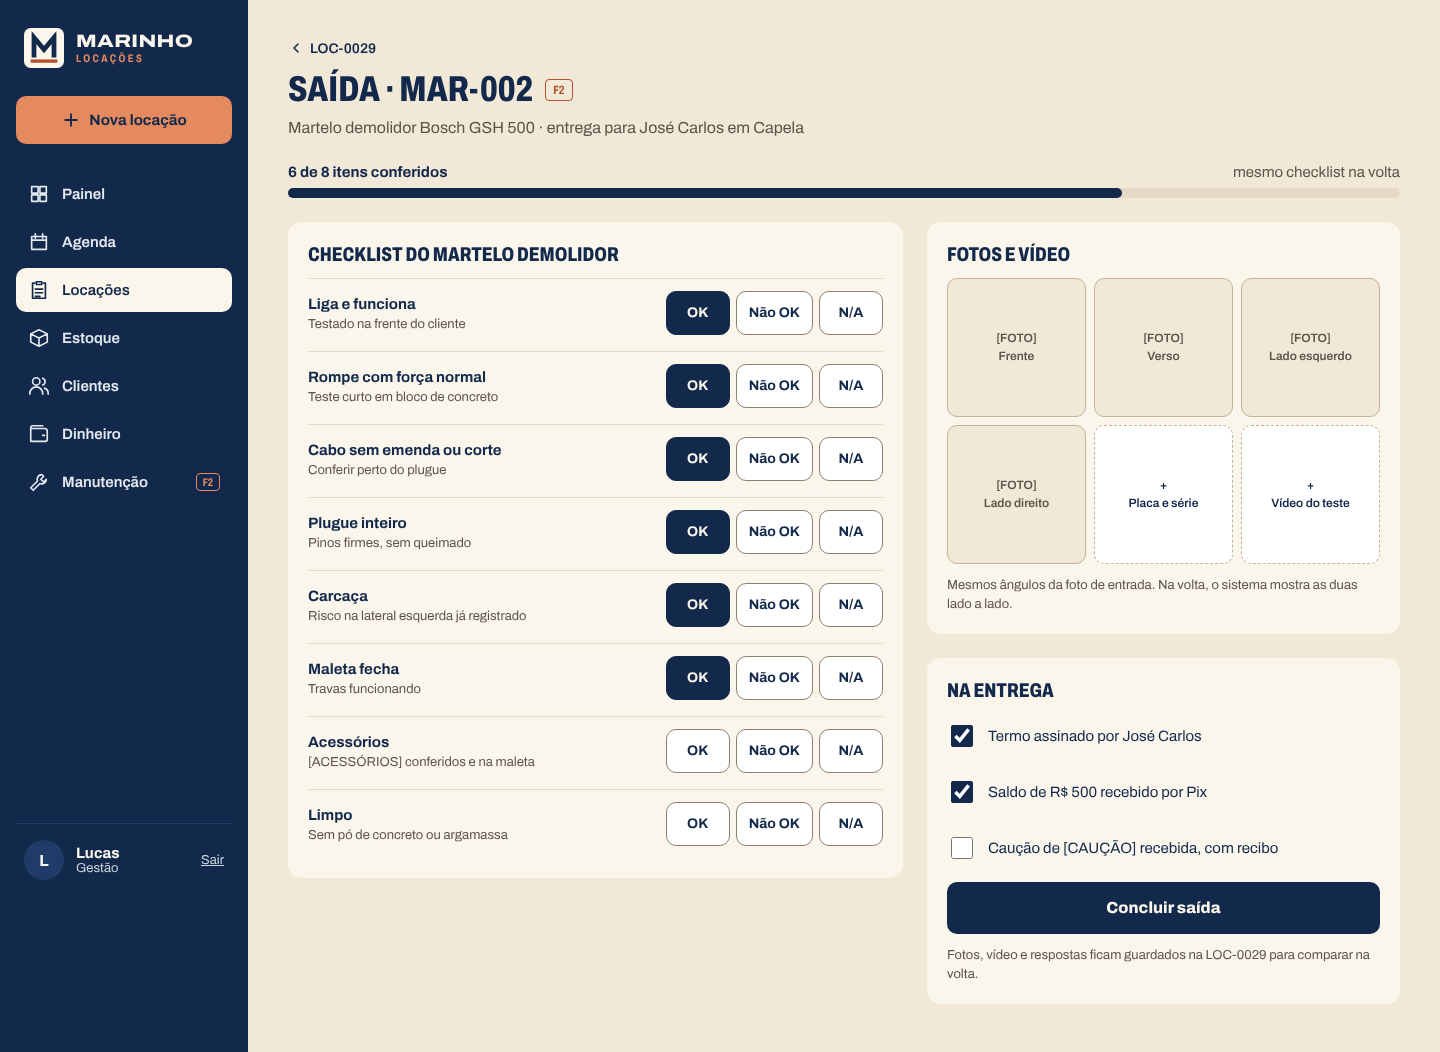 MARINHO
LOCAÇÕES
Nova locação
Painel
Agenda
Locações
Estoque
Clientes
Dinheiro
Manutenção F2
L
Lucas
Gestão
Sair
LOC-0029
SAÍDA · MAR-002 F2
Martelo demolidor Bosch GSH 500 · entrega para José Carlos em Capela
6 de 8 itens conferidos
mesmo checklist na volta
CHECKLIST DO MARTELO DEMOLIDOR
Liga e funciona
Testado na frente do cliente
OK Não OK N/A
Rompe com força normal
Teste curto em bloco de concreto
OK Não OK N/A
Cabo sem emenda ou corte
Conferir perto do plugue
OK Não OK N/A
Plugue inteiro
Pinos firmes, sem queimado
OK Não OK N/A
Carcaça
Risco na lateral esquerda já registrado
OK Não OK N/A
Maleta fecha
Travas funcionando
OK Não OK N/A
Acessórios
[ACESSÓRIOS] conferidos e na maleta
OK Não OK N/A
Limpo
Sem pó de concreto ou argamassa
OK Não OK N/A
FOTOS E VÍDEO
[FOTO]
Frente
[FOTO]
Verso
[FOTO]
Lado esquerdo
[FOTO]
Lado direito
+
Placa e série
+
Vídeo do teste
Mesmos ângulos da foto de entrada. Na volta, o sistema mostra as duas
lado a lado.
NA ENTREGA
Termo assinado por José Carlos
Saldo de R$ 500 recebido por Pix
Caução de [CAUÇÃO] recebida, com recibo
Concluir saída
Fotos, vídeo e respostas ficam guardados na LOC-0029 para comparar na
volta.